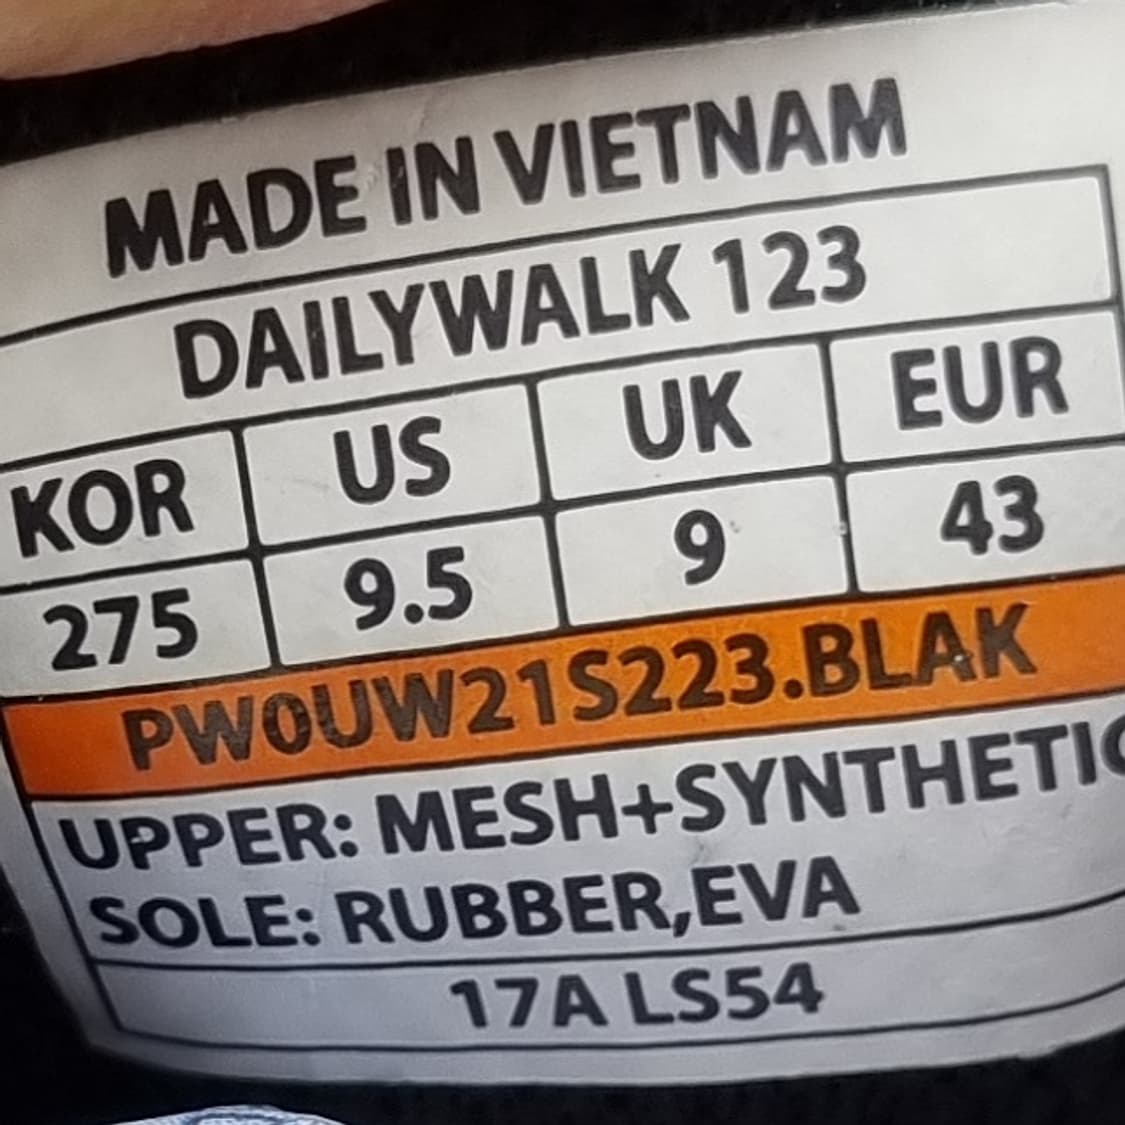 MADE IN VIETNAM
DAILYWALK 123
KOR US UK EUR
275 9.5 9 43
PW0UW21S223.BLAK
UPPER: MESH+SYNTHETIC
SOLE: RUBBER,EVA
17A LS54